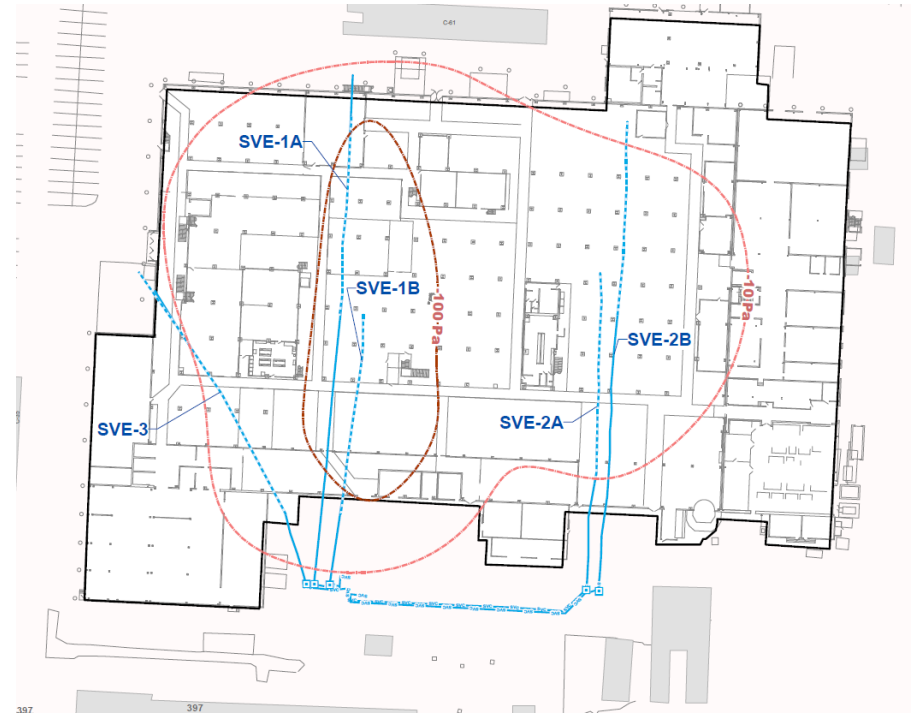 C-61
SVE-1A
SVE-1B
-100 Pa
-10 Pa
SVE-2B
SVE-2A
SVE-3
397
397